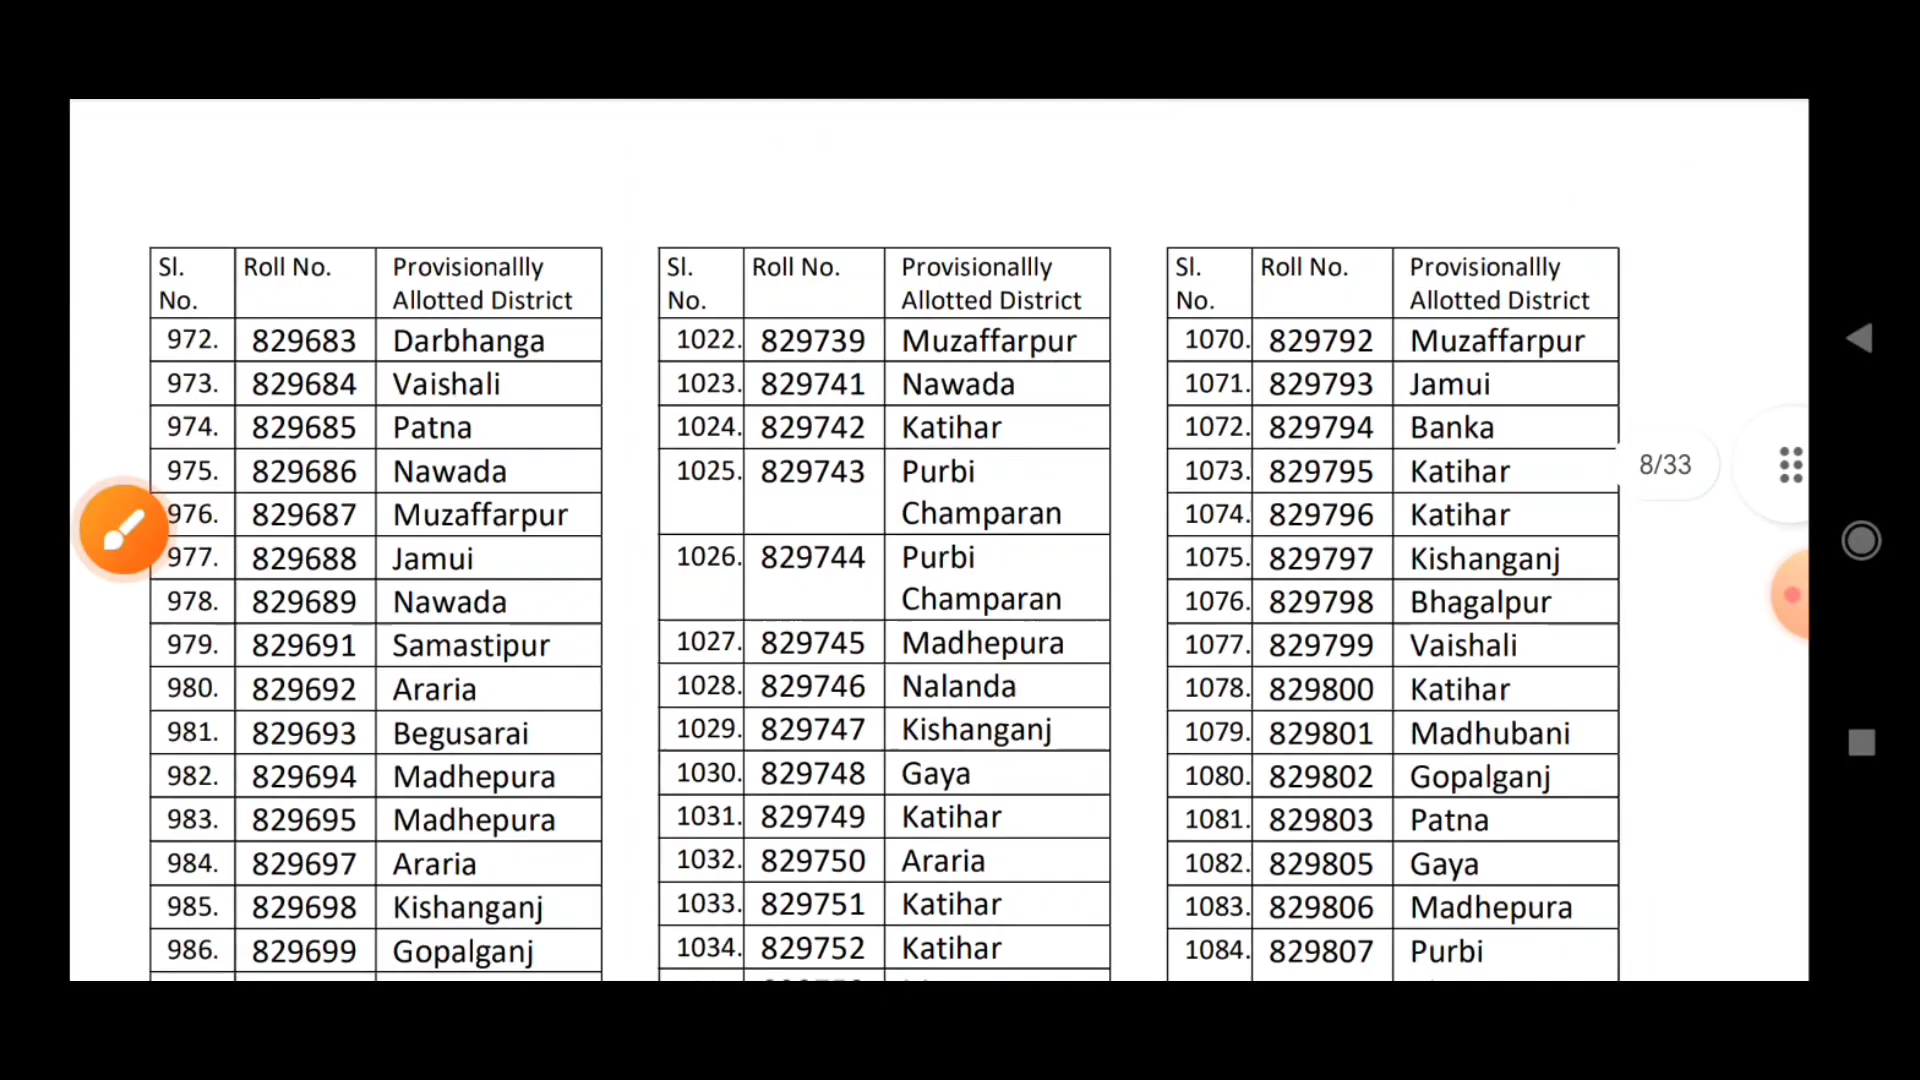 Sl. No. Roll No. Provisionallly Allotted District
972. 829683 Darbhanga
973. 829684 Vaishali
974. 829685 Patna
975. 829686 Nawada
976. 829687 Muzaffarpur
977. 829688 Jamui
978. 829689 Nawada
979. 829691 Samastipur
980. 829692 Araria
981. 829693 Begusarai
982. 829694 Madhepura
983. 829695 Madhepura
984. 829697 Araria
985. 829698 Kishanganj
986. 829699 Gopalganj
Sl. No. Roll No. Provisionallly Allotted District
1022. 829739 Muzaffarpur
1023. 829741 Nawada
1024. 829742 Katihar
1025. 829743 Purbi
Champaran
1026. 829744 Purbi
Champaran
1027. 829745 Madhepura
1028. 829746 Nalanda
1029. 829747 Kishanganj
1030. 829748 Gaya
1031. 829749 Katihar
1032. 829750 Araria
1033. 829751 Katihar
1034. 829752 Katihar
Sl. No. Roll No. Provisionallly Allotted District
1070. 829792 Muzaffarpur
1071. 829793 Jamui
1072. 829794 Banka
1073. 829795 Katihar
1074. 829796 Katihar
1075. 829797 Kishanganj
1076. 829798 Bhagalpur
1077. 829799 Vaishali
1078. 829800 Katihar
1079. 829801 Madhubani
1080. 829802 Gopalganj
1081. 829803 Patna
1082. 829805 Gaya
1083. 829806 Madhepura
1084. 829807 Purbi
8/33